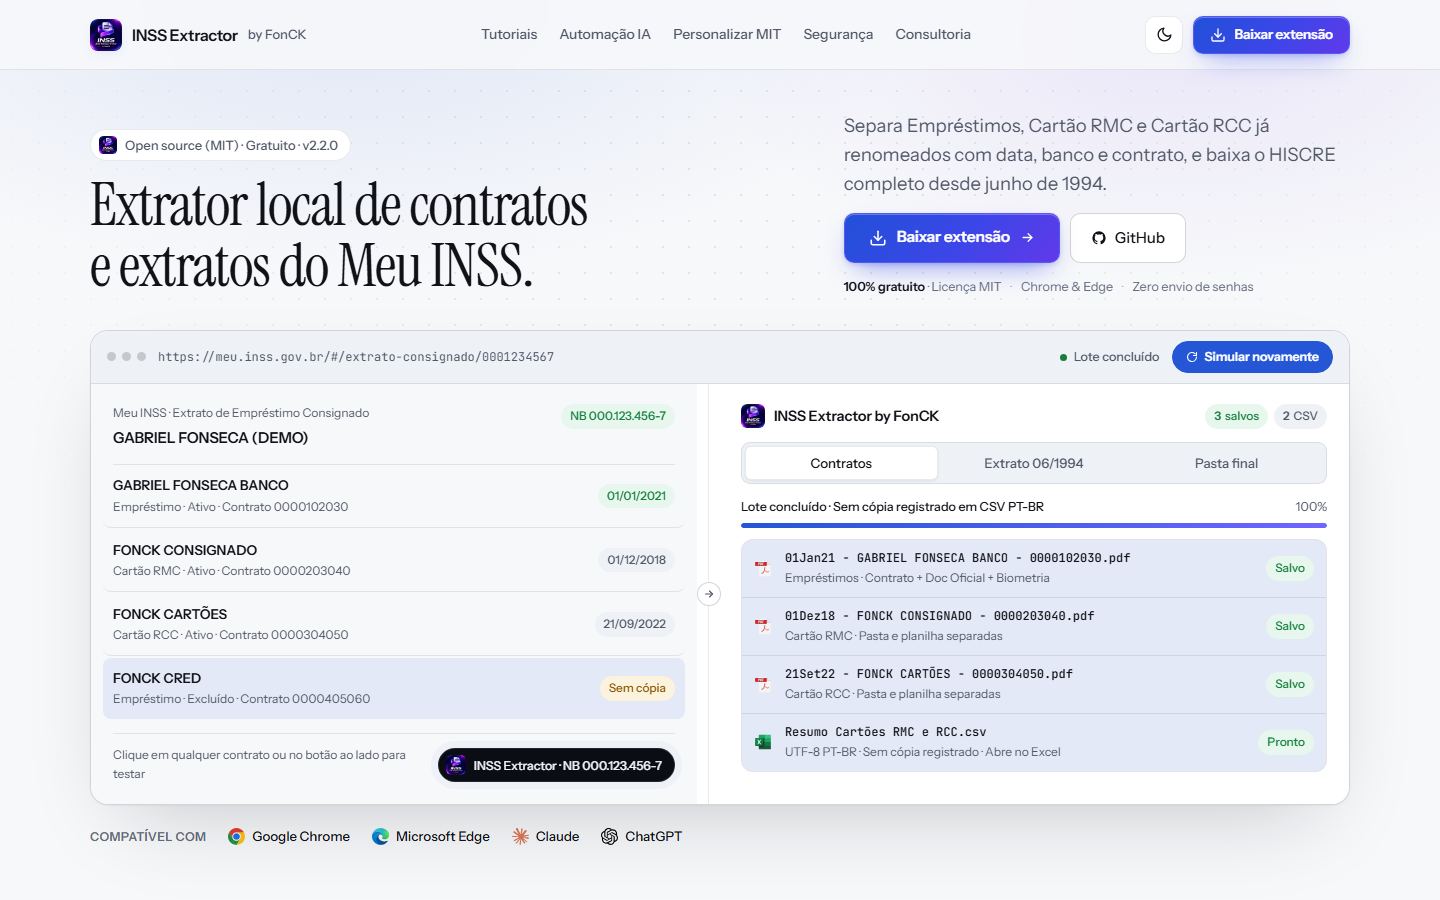 INSS Extractor by FonCK
Tutoriais
Automação IA
Personalizar MIT
Segurança
Consultoria
Baixar extensão
Open source (MIT) · Gratuito · v2.2.0
Extrator local de contratos
e extratos do Meu INSS.
Separa Empréstimos, Cartão RMC e Cartão RCC já
renomeados com data, banco e contrato, e baixa o HISCRE
completo desde junho de 1994.
Baixar extensão →
GitHub
100% gratuito · Licença MIT · Chrome & Edge · Zero envio de senhas
https://meu.inss.gov.br/#/extrato-consignado/0001234567
Lote concluído
Simular novamente
Meu INSS · Extrato de Empréstimo Consignado
NB 000.123.456-7
GABRIEL FONSECA (DEMO)
GABRIEL FONSECA BANCO
Empréstimo · Ativo · Contrato 0000102030
01/01/2021
FONCK CONSIGNADO
Cartão RMC · Ativo · Contrato 0000203040
01/12/2018
FONCK CARTÕES
Cartão RCC · Ativo · Contrato 0000304050
21/09/2022
FONCK CRED
Empréstimo · Excluído · Contrato 0000405060
Sem cópia
Clique em qualquer contrato ou no botão ao lado para
testar
INSS Extractor · NB 000.123.456-7
INSS Extractor by FonCK
3 salvos
2 CSV
Contratos
Extrato 06/1994
Pasta final
Lote concluído · Sem cópia registrado em CSV PT-BR
100%
01Jan21 - GABRIEL FONSECA BANCO - 0000102030.pdf
Empréstimos · Contrato + Doc Oficial + Biometria
Salvo
01Dez18 - FONCK CONSIGNADO - 0000203040.pdf
Cartão RMC · Pasta e planilha separadas
Salvo
21Set22 - FONCK CARTÕES - 0000304050.pdf
Cartão RCC · Pasta e planilha separadas
Salvo
Resumo Cartões RMC e RCC.csv
UTF-8 PT-BR · Sem cópia registrado · Abre no Excel
Pronto
COMPATÍVEL COM
Google Chrome
Microsoft Edge
Claude
ChatGPT